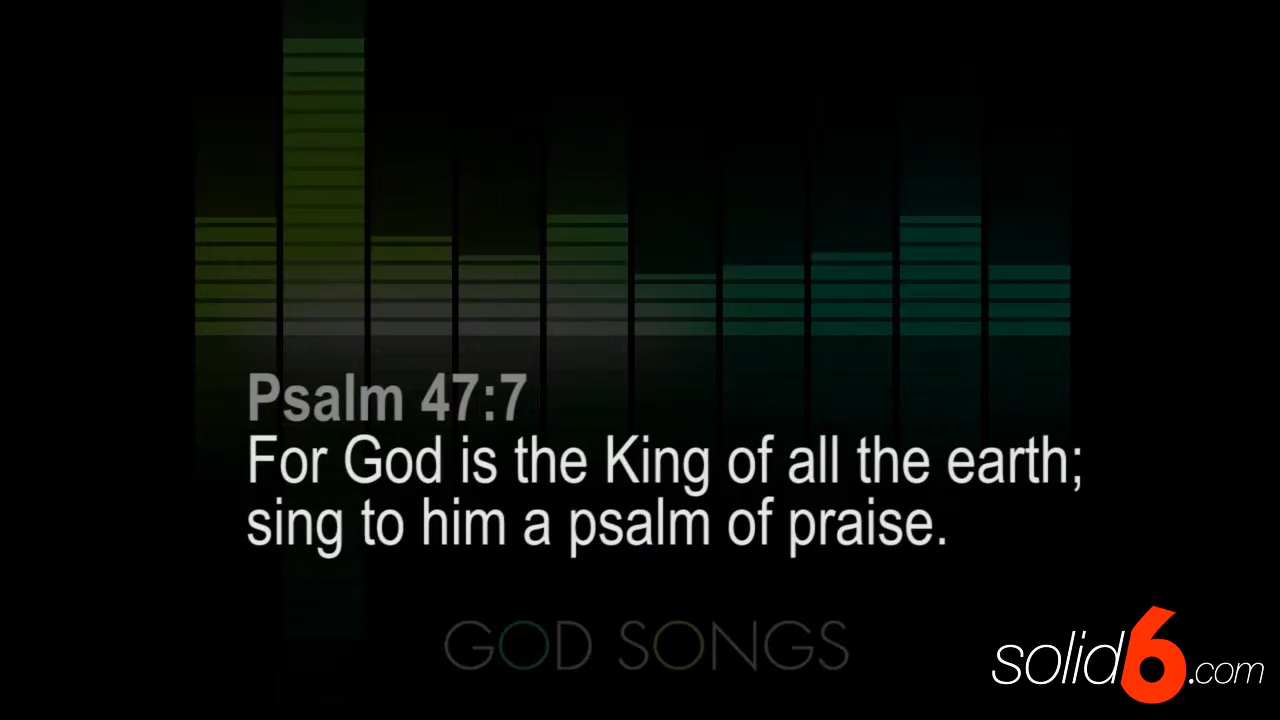 Psalm 47:7
For God is the King of all the earth;
sing to him a psalm of praise.
GOD SONGS
solid6.com